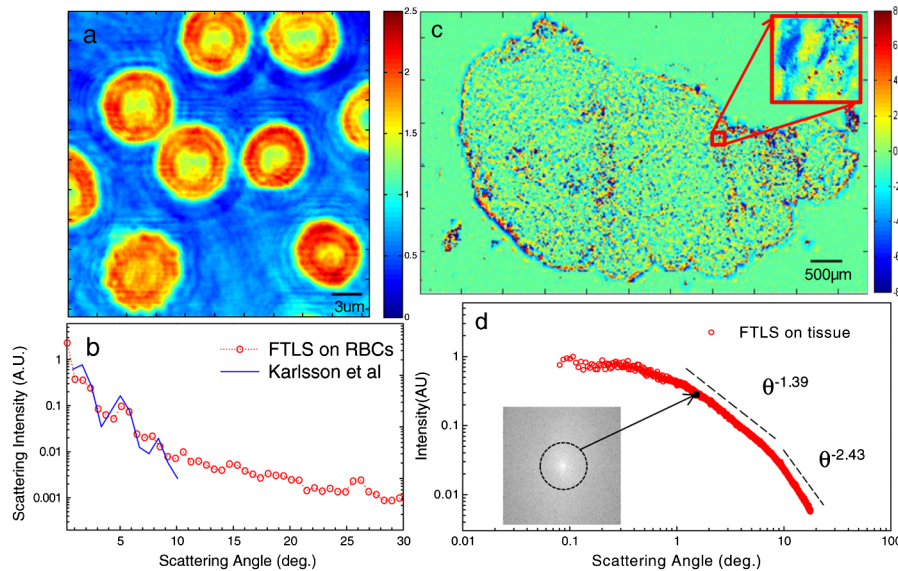 a
2.5
2
1.5
1
0.5
0
3um
c
8
6
4
2
0
-2
-4
-6
-8
500μm
b
FTLS on RBCs
Karlsson et al
Scattering Intensity (A.U.)
1
0.1
0.01
0.001
5
10
15
20
25
30
Scattering Angle (deg.)
d
FTLS on tissue
θ-1.39
θ-2.43
Intensity(AU)
1
0.1
0.01
0.01
0.1
1
10
100
Scattering Angle (deg.)